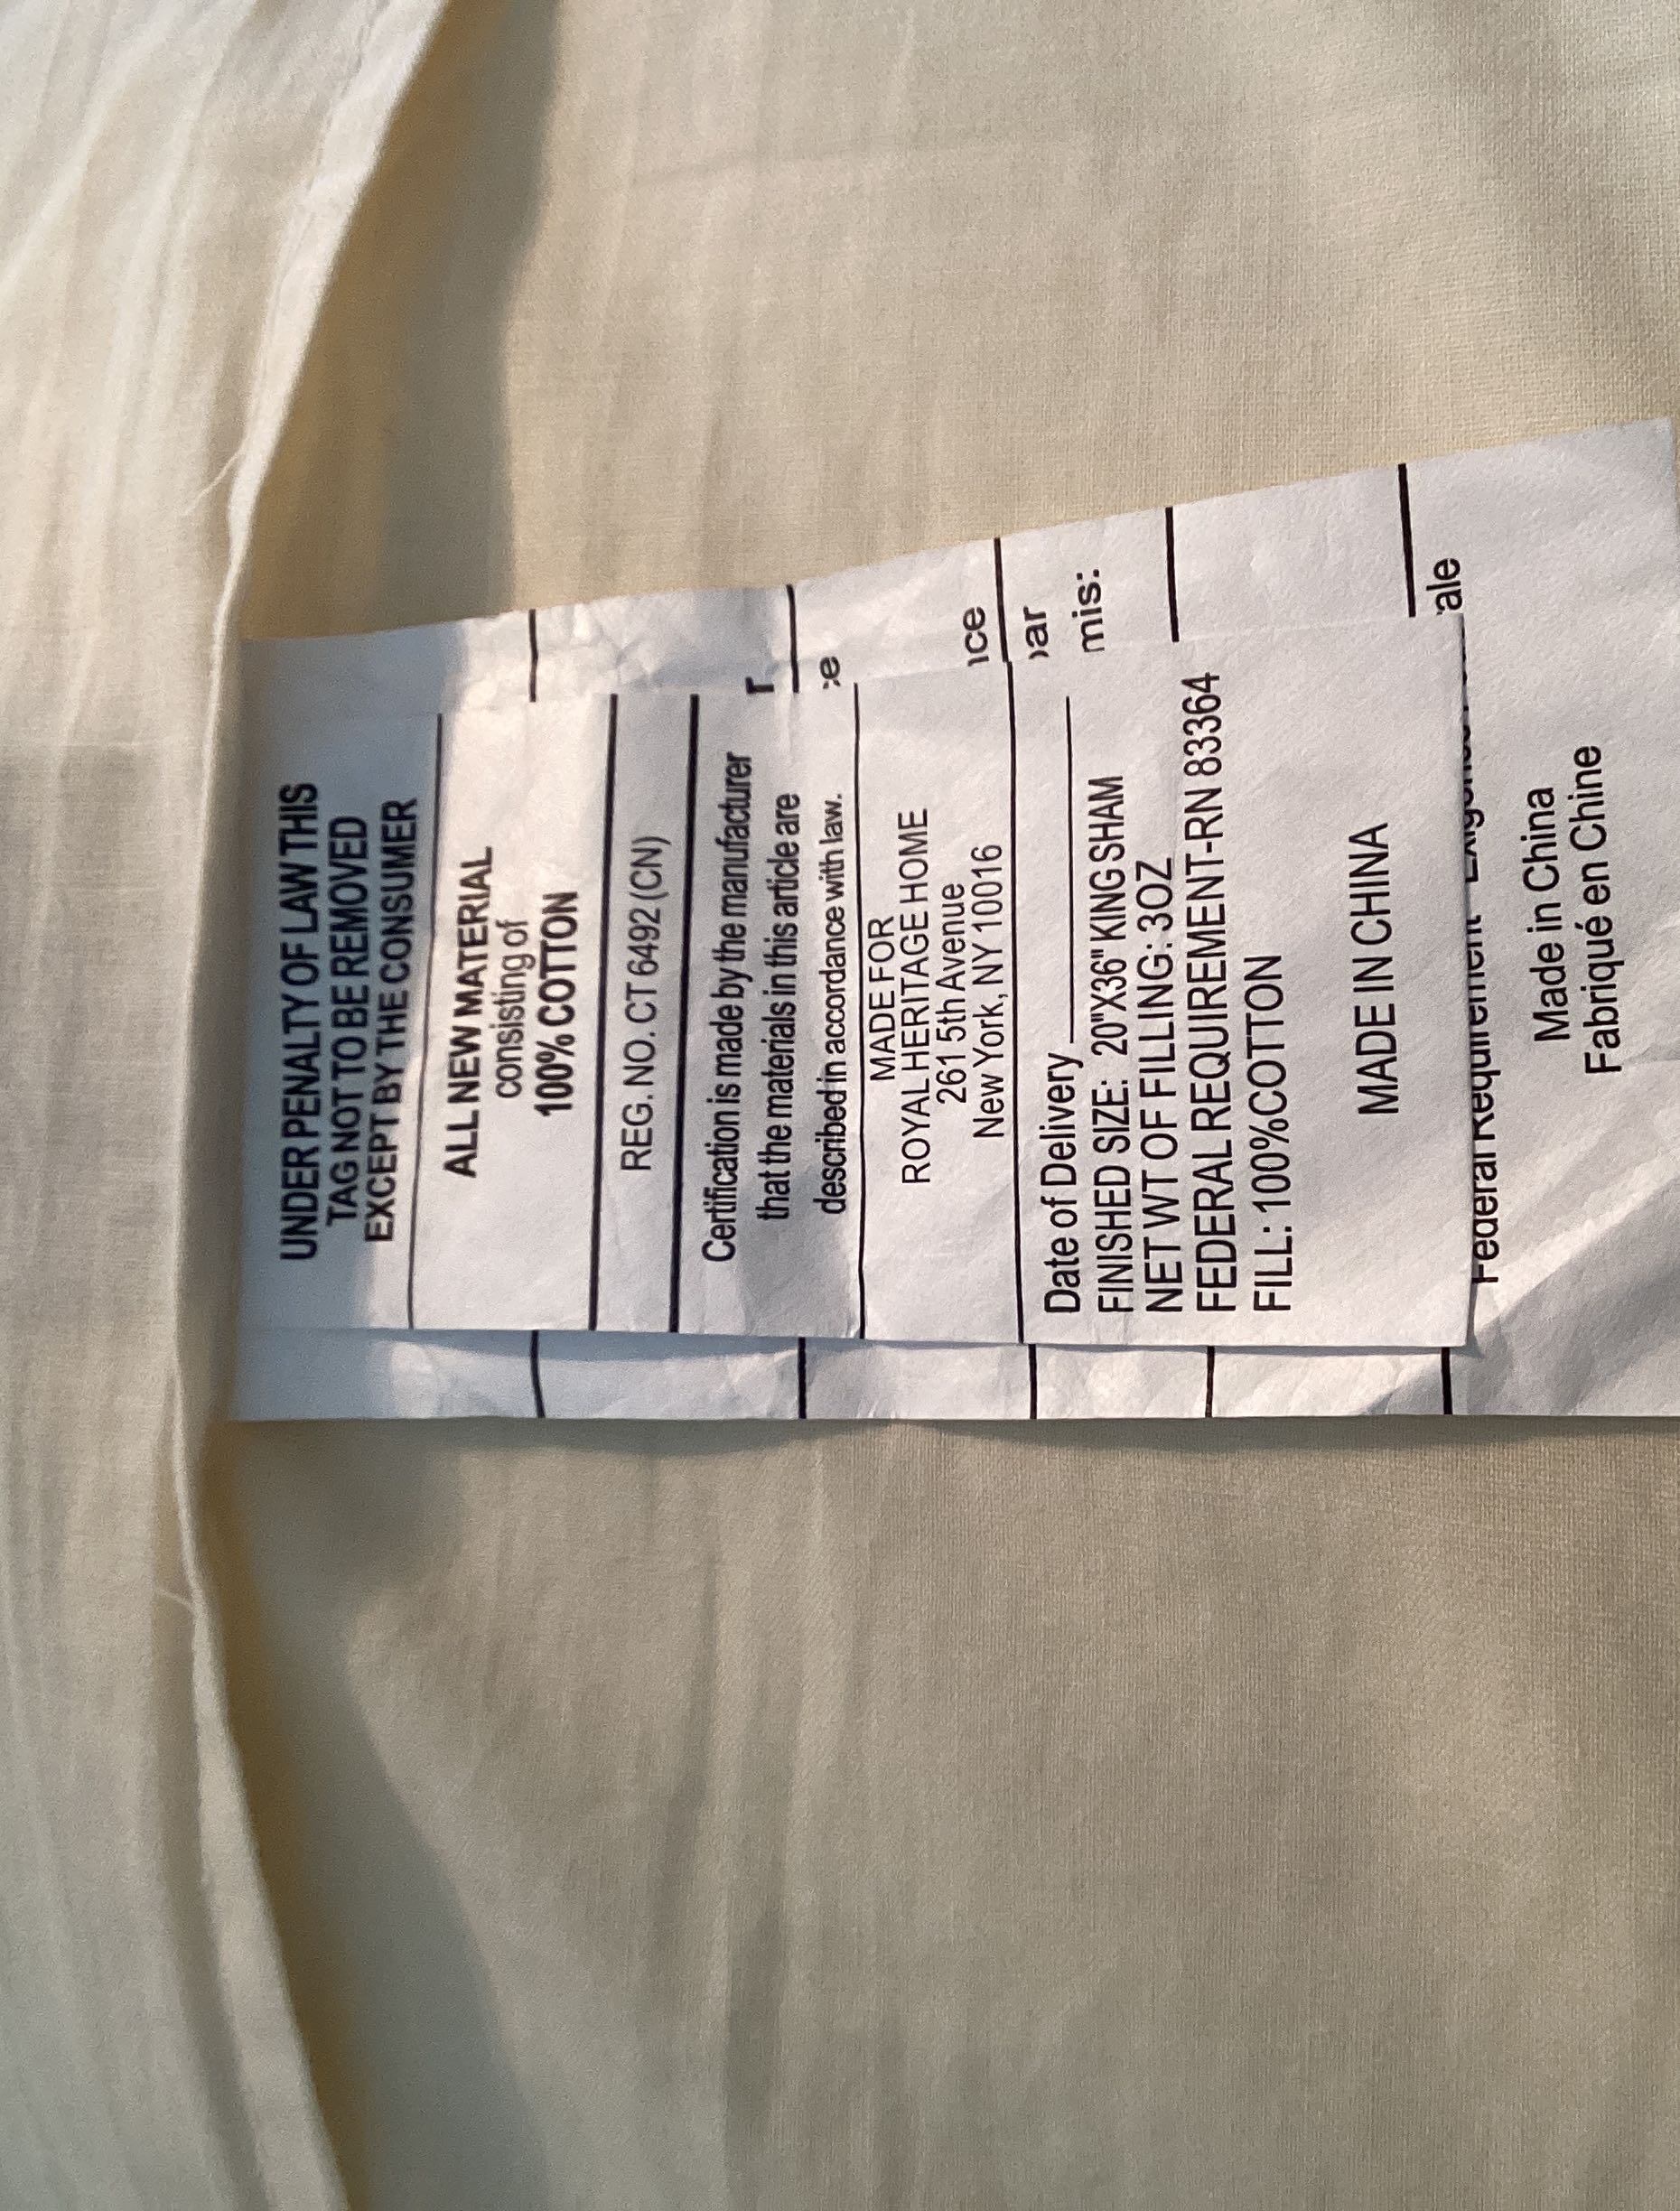 UNDER PENALTY OF LAW THIS
TAG NOT TO BE REMOVED
EXCEPT BY THE CONSUMER
ALL NEW MATERIAL
consisting of
100% COTTON
REG. NO. CT 6492 (CN)
Certification is made by the manufacturer
that the materials in this article are
described in accordance with law.
MADE FOR
ROYAL HERITAGE HOME
261 5th Avenue
New York, NY 10016
Date of Delivery
FINISHED SIZE: 20"X36" KING SHAM
NET WT OF FILLING: 3OZ
FEDERAL REQUIREMENT-RN 83364
FILL: 100%COTTON
MADE IN CHINA
Federal Requirement
Made in China
Fabriqué en Chine